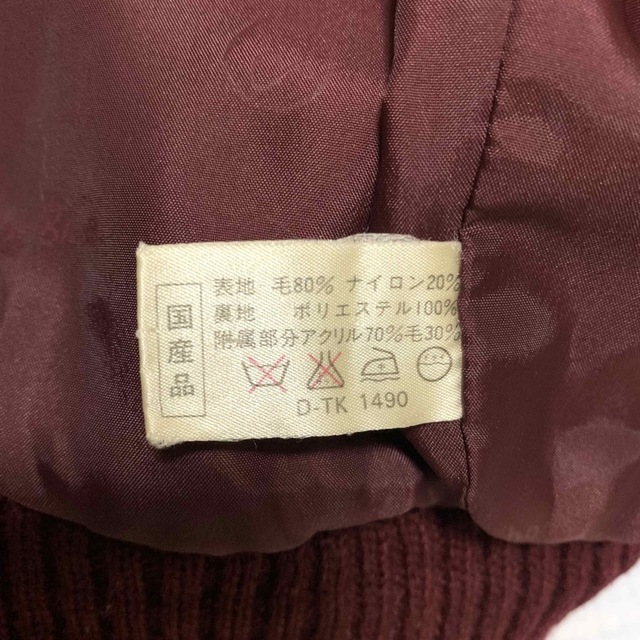 国産品
表地 毛80% ナイロン20%
裏地 ポリエステル100%
附属部分アクリル70%毛30%
D-TK 1490